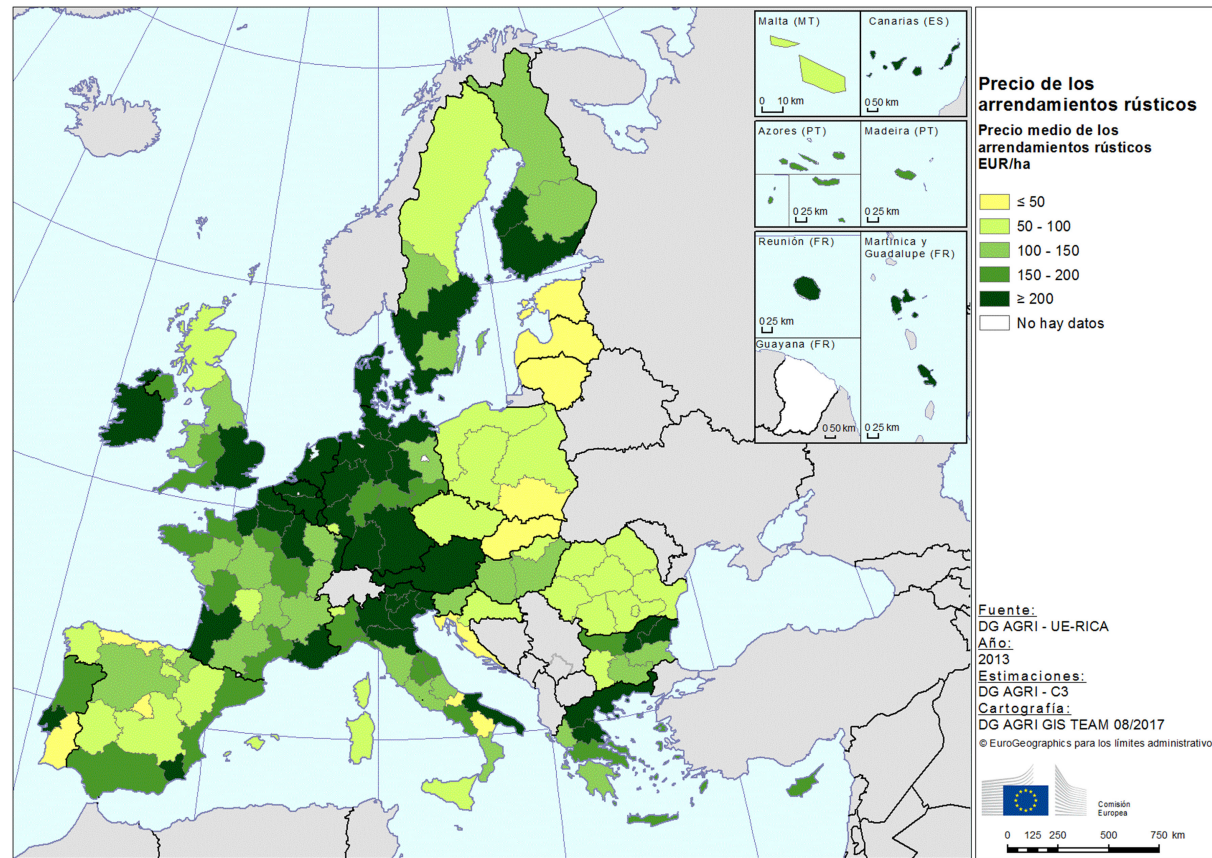 Malta (MT)
0 10 km
Canarias (ES)
0 50 km
Azores (PT)
0 25 km
Madeira (PT)
0 25 km
Reunión (FR)
0 25 km
Martinica y
Guadalupe (FR)
0 25 km
Guayana (FR)
0 50 km
Precio de los
arrendamientos rústicos
Precio medio de los
arrendamientos rústicos
EUR/ha
≤ 50
50 - 100
100 - 150
150 - 200
≥ 200
No hay datos
Fuente:
DG AGRI - UE-RICA
Año:
2013
Estimaciones:
DG AGRI - C3
Cartografía:
DG AGRI GIS TEAM 08/2017
© EuroGeographics para los límites administrativo
Comisión
Europea
0 125 250 500 750 km